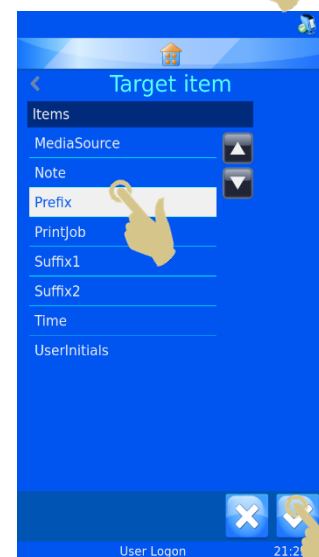 Target item
Items
MediaSource
Note
Prefix
PrintJob
Suffix1
Suffix2
Time
UserInitials
User Logon